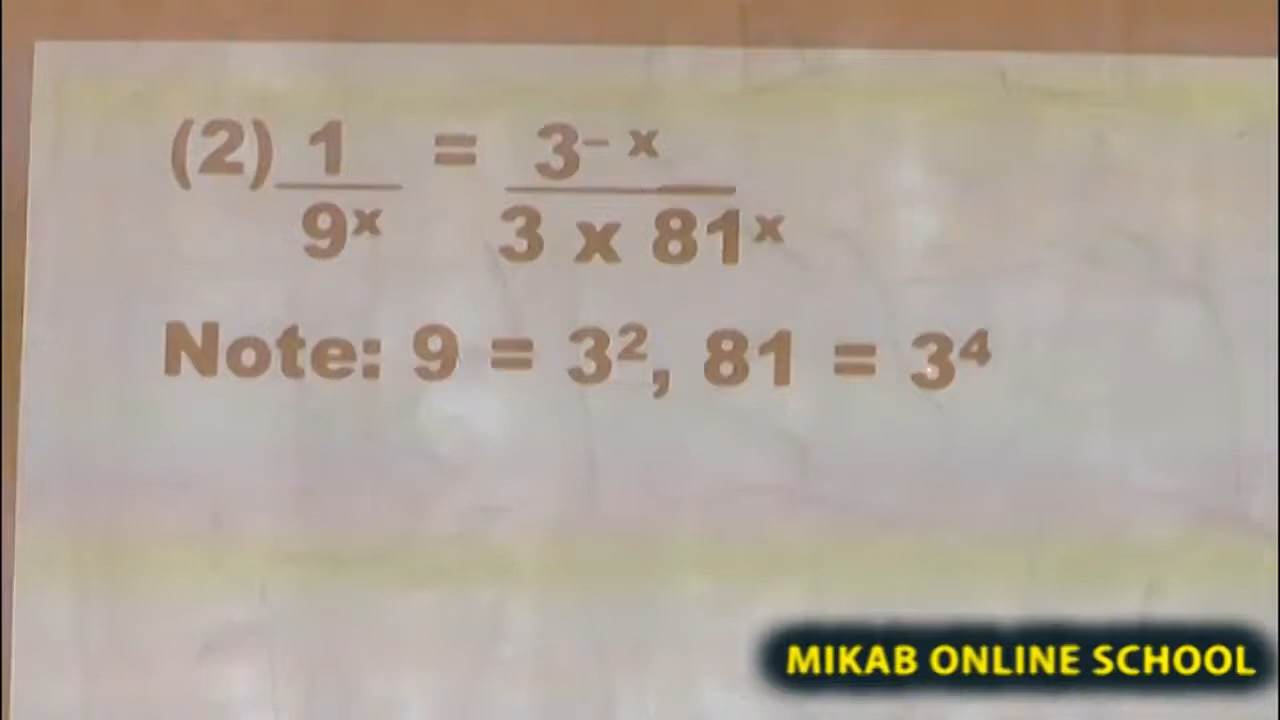 (2) 1 = 3⁻ ˣ
9ˣ 3 x 81ˣ
Note: 9 = 3², 81 = 3⁴
MIKAB ONLINE SCHOOL